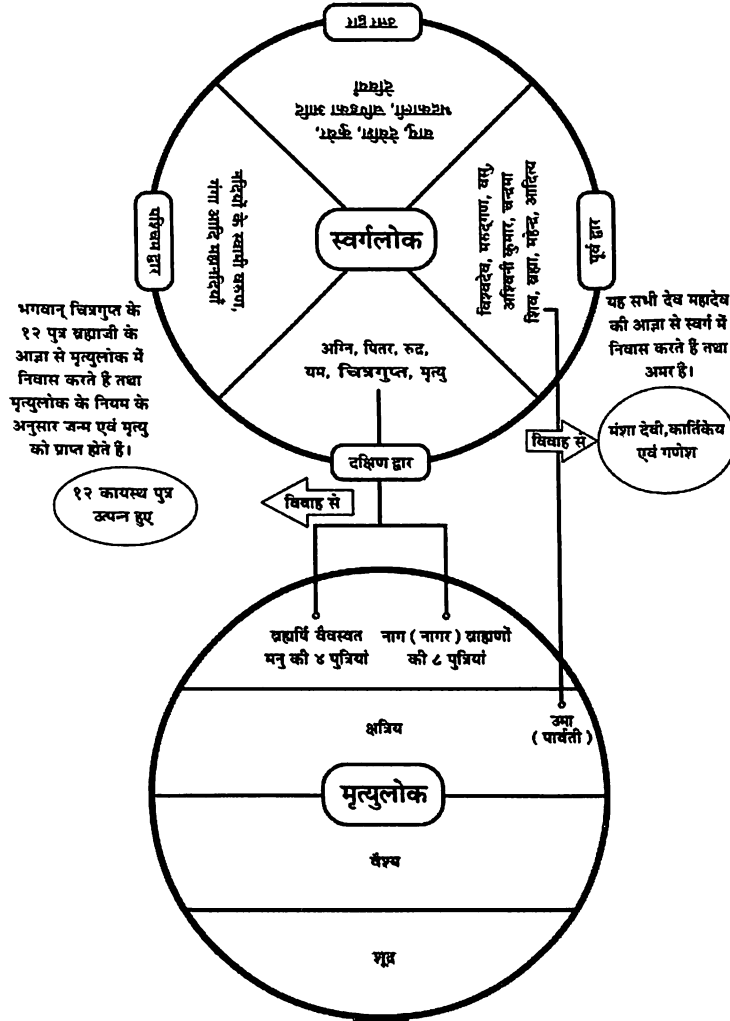 उत्तर द्वार
वायु, देवेशि, कुबेर,
भद्रकाली, चण्डिका आदि
देवियां
पश्चिम द्वार
नदियों के स्वामी वरुण,
गंगा आदि महानदियां
स्वर्गलोक
विश्वदेव, मरुद्गण, वसु
अश्विनी कुमार, चन्द्रमा
शिव, ब्रह्मा, महेन्द्र, आदित्य
पूर्व द्वार
भगवान् चित्रगुप्त के
१२ पुत्र ब्रह्माजी के
आज्ञा से मृत्युलोक में
निवास करते है तथा
मृत्युलोक के नियम के
अनुसार जन्म एवं मृत्यु
को प्राप्त होते है।
यह सभी देव महादेव
की आज्ञा से स्वर्ग में
निवास करते है तथा
अमर है।
अग्नि, पितर, रुद्र,
यम, चित्रगुप्त, मृत्यु
दक्षिण द्वार
विवाह से
मंशा देवी,कार्तिकेय
एवं गणेश
विवाह से
१२ कायस्थ पुत्र
उत्पन्न हुए
ब्रह्मर्षि वैवस्वत
मनु की ४ पुत्रियां
नाग ( नागर ) ब्राह्मणों
की ८ पुत्रियां
क्षत्रिय
उमा
( पार्वती )
मृत्युलोक
वैश्य
शूद्र